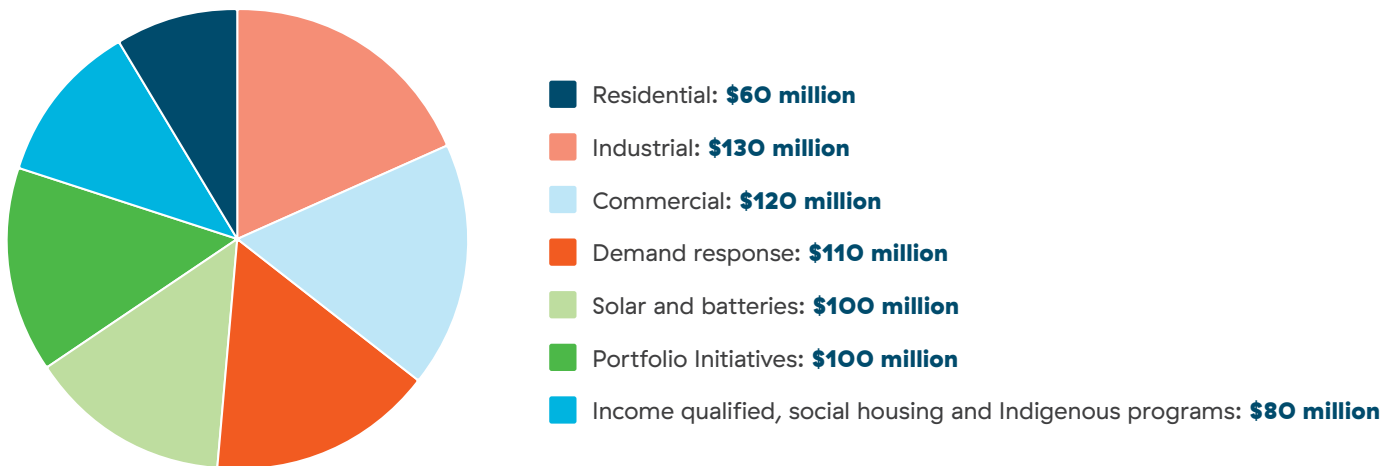 Residential: $60 million
Industrial: $130 million
Commercial: $120 million
Demand response: $110 million
Solar and batteries: $100 million
Portfolio Initiatives: $100 million
Income qualified, social housing and Indigenous programs: $80 million